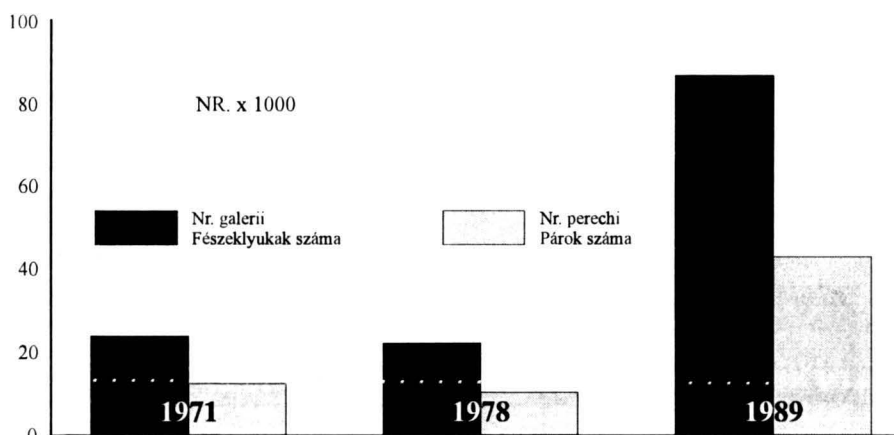 100
80
NR. x 1000
60
Nr. galerii
Fészeklyukak száma
Nr. perechi
Párok száma
40
20
0
1971
1978
1989